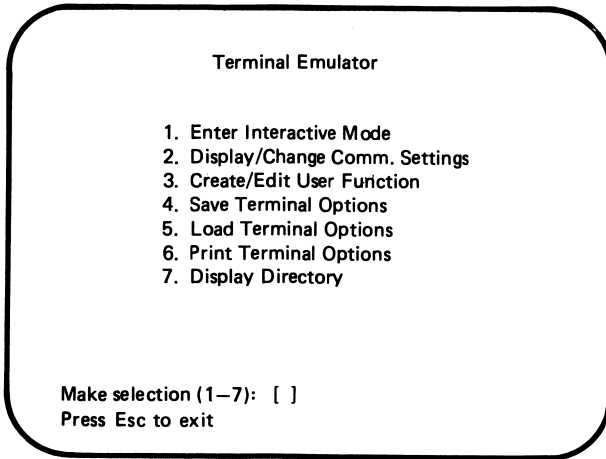 Terminal Emulator
1. Enter Interactive Mode
2. Display/Change Comm. Settings
3. Create/Edit User Function
4. Save Terminal Options
5. Load Terminal Options
6. Print Terminal Options
7. Display Directory
Make selection (1—7): [ ]
Press Esc to exit